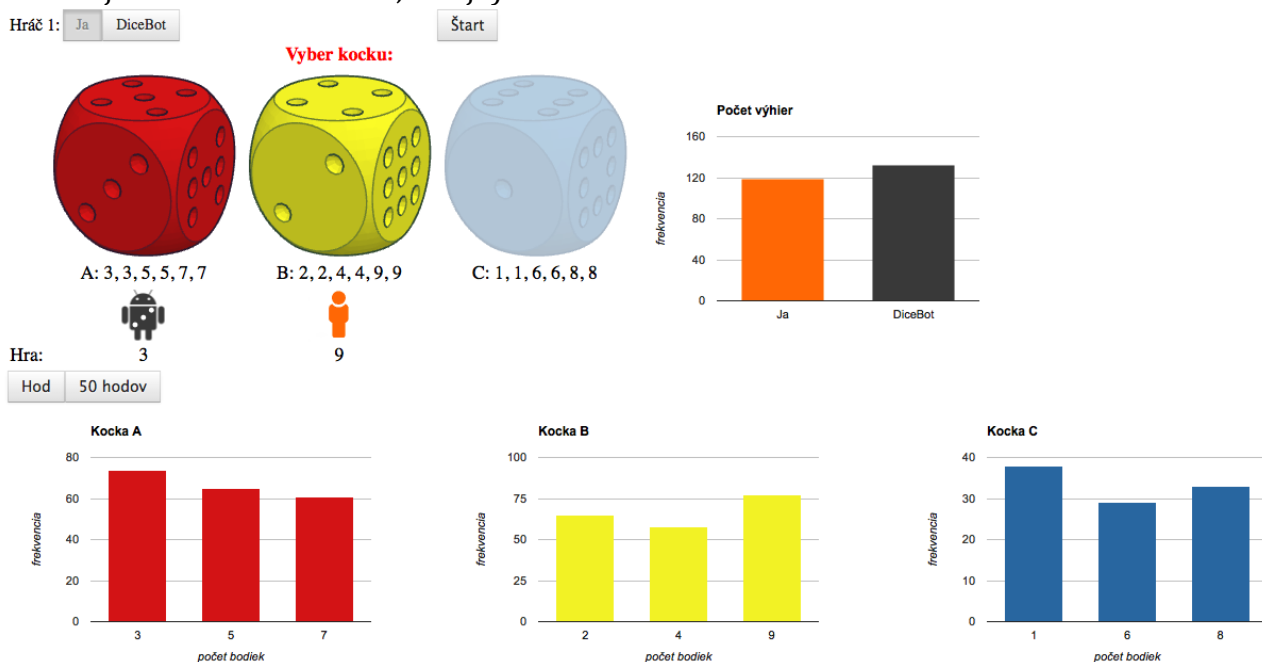 Hráč 1: Ja DiceBot Štart
Vyber kocku:
A: 3, 3, 5, 5, 7, 7 B: 2, 2, 4, 4, 9, 9 C: 1, 1, 6, 6, 8, 8
Hra: 3 9
Hod 50 hodov
Počet výhier
160
120
80
40
0
frekvencia
Ja DiceBot
Kocka A
80
60
40
20
0
frekvencia
3 5 7
počet bodiek
Kocka B
100
75
50
25
0
frekvencia
2 4 9
počet bodiek
Kocka C
40
30
20
10
0
frekvencia
1 6 8
počet bodiek